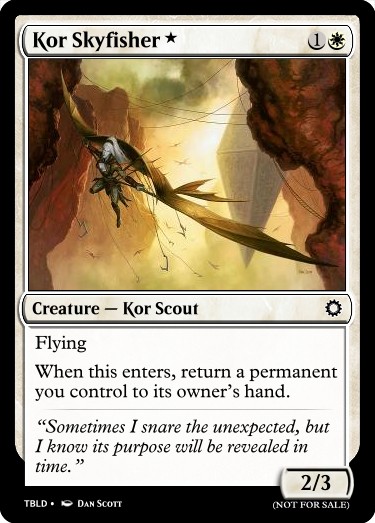 Kor Skyfisher ★ 1
Creature — Kor Scout
Flying
When this enters, return a permanent
you control to its owner's hand.
“Sometimes I snare the unexpected, but
I know its purpose will be revealed in
time.”
2/3
TBLD • Dan Scott
(NOT FOR SALE)